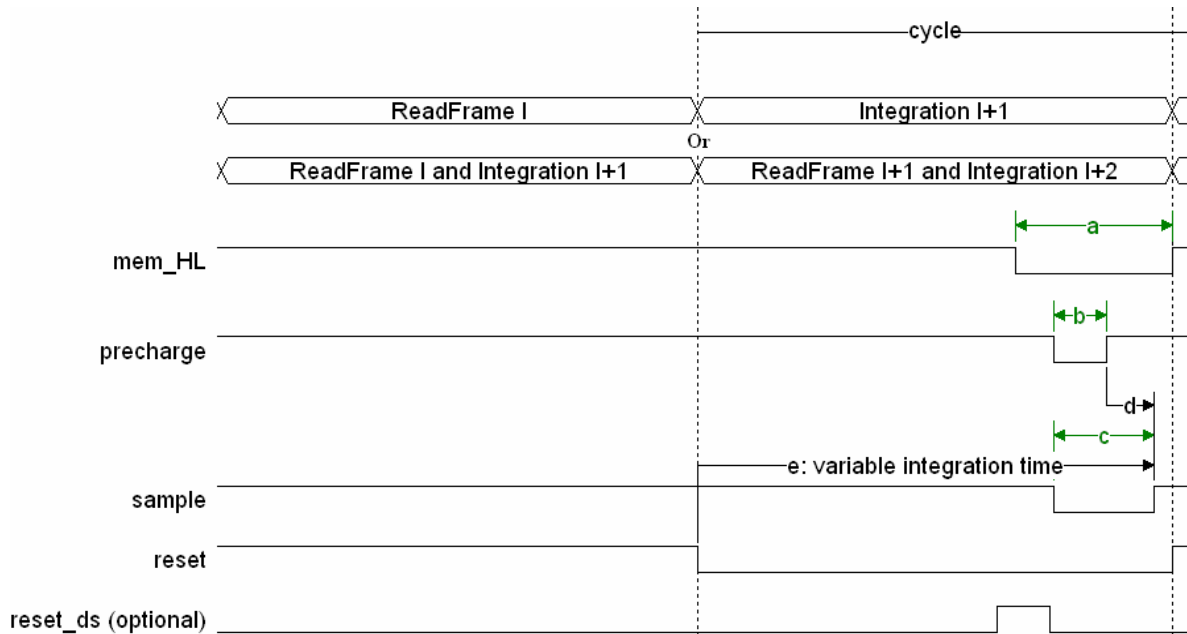 cycle
ReadFrame I
Integration I+1
Or
ReadFrame I and Integration I+1
ReadFrame I+1 and Integration I+2
a
mem_HL
b
precharge
d
c
e: variable integration time
sample
reset
reset_ds (optional)